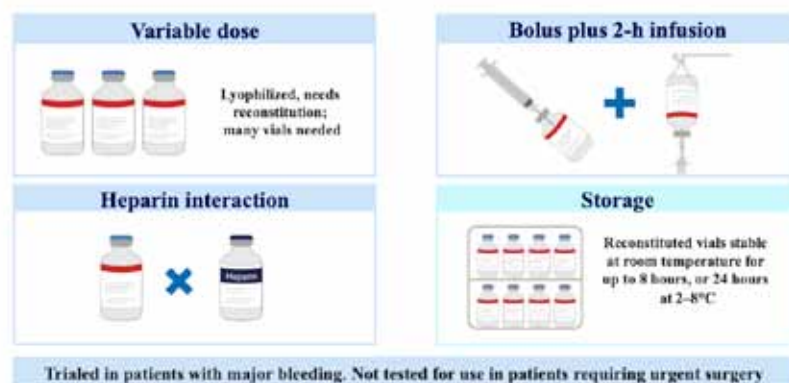 Variable dose
Lyophilized, needs
reconstitution;
many vials needed
Bolus plus 2-h infusion
Heparin interaction
Heparin
Storage
Reconstituted vials stable
at room temperature for
up to 8 hours, or 24 hours
at 2–8°C
Trialed in patients with major bleeding. Not tested for use in patients requiring urgent surgery